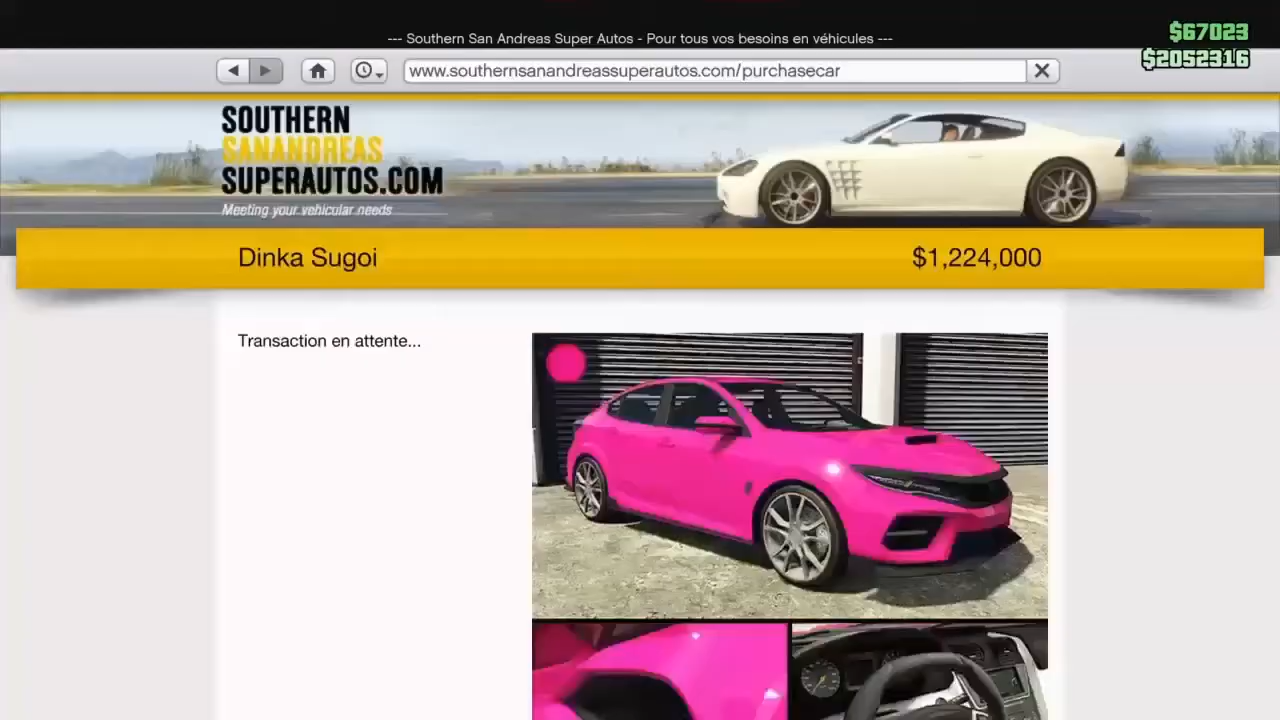 --- Southern San Andreas Super Autos - Pour tous vos besoins en véhicules ---
$67023
$2052316
www.southernsanandreassuperautos.com/purchasecar
SOUTHERN
SANANDREAS
SUPERAUTOS.COM
Meeting your vehicular needs
Dinka Sugoi
$1,224,000
Transaction en attente...